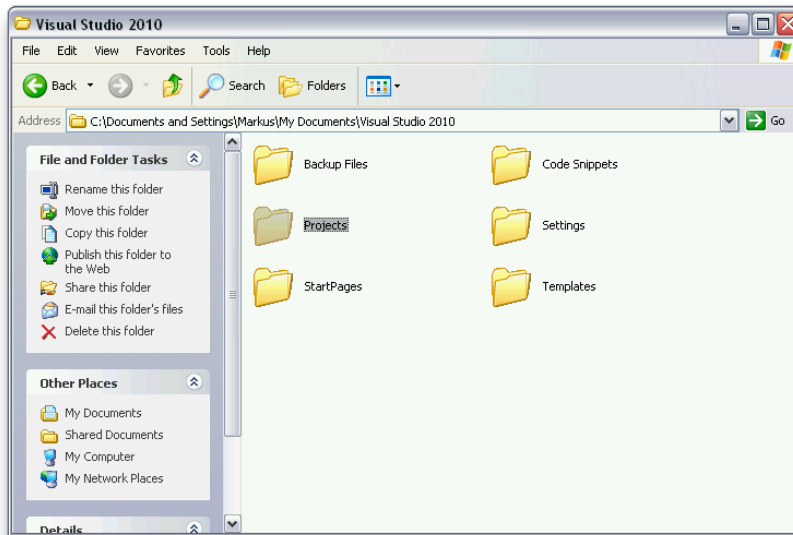 Visual Studio 2010
File Edit View Favorites Tools Help
Back Search Folders
Address C:\Documents and Settings\Markus\My Documents\Visual Studio 2010 Go
File and Folder Tasks
Rename this folder
Move this folder
Copy this folder
Publish this folder to
the Web
Share this folder
E-mail this folder's files
Delete this folder
Other Places
My Documents
Shared Documents
My Computer
My Network Places
Details
Backup Files
Code Snippets
Projects
Settings
StartPages
Templates